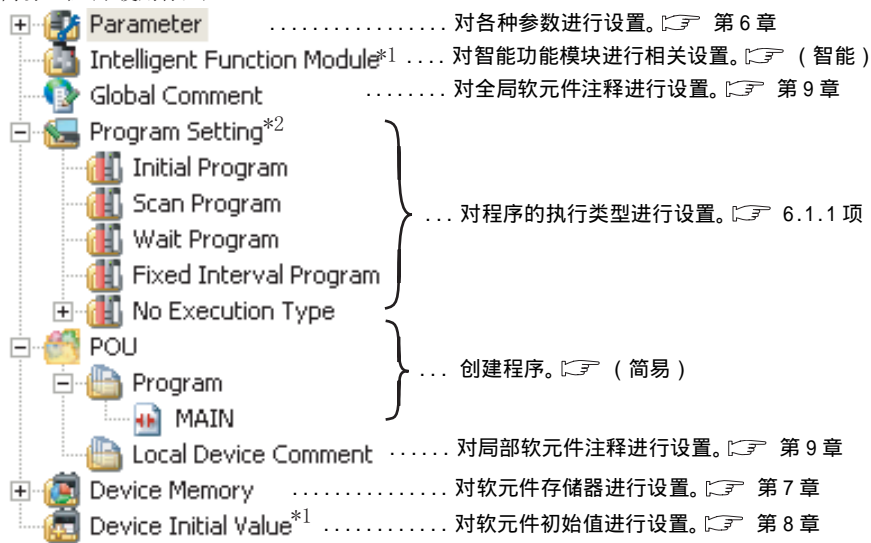 Parameter ................. 对各种参数进行设置。☞ 第6章
Intelligent Function Module*1 .... 对智能功能模块进行相关设置。☞ (智能)
Global Comment ........ 对全局软元件注释进行设置。☞ 第9章
Program Setting*2
Initial Program
Scan Program
Wait Program
... 对程序的执行类型进行设置。☞ 6.1.1项
Fixed Interval Program
No Execution Type
POU
... 创建程序。☞ (简易)
Program
MAIN
Local Device Comment ...... 对局部软元件注释进行设置。☞ 第9章
Device Memory ............... 对软元件存储器进行设置。☞ 第7章
Device Initial Value*1 ............ 对软元件初始值进行设置。☞ 第8章